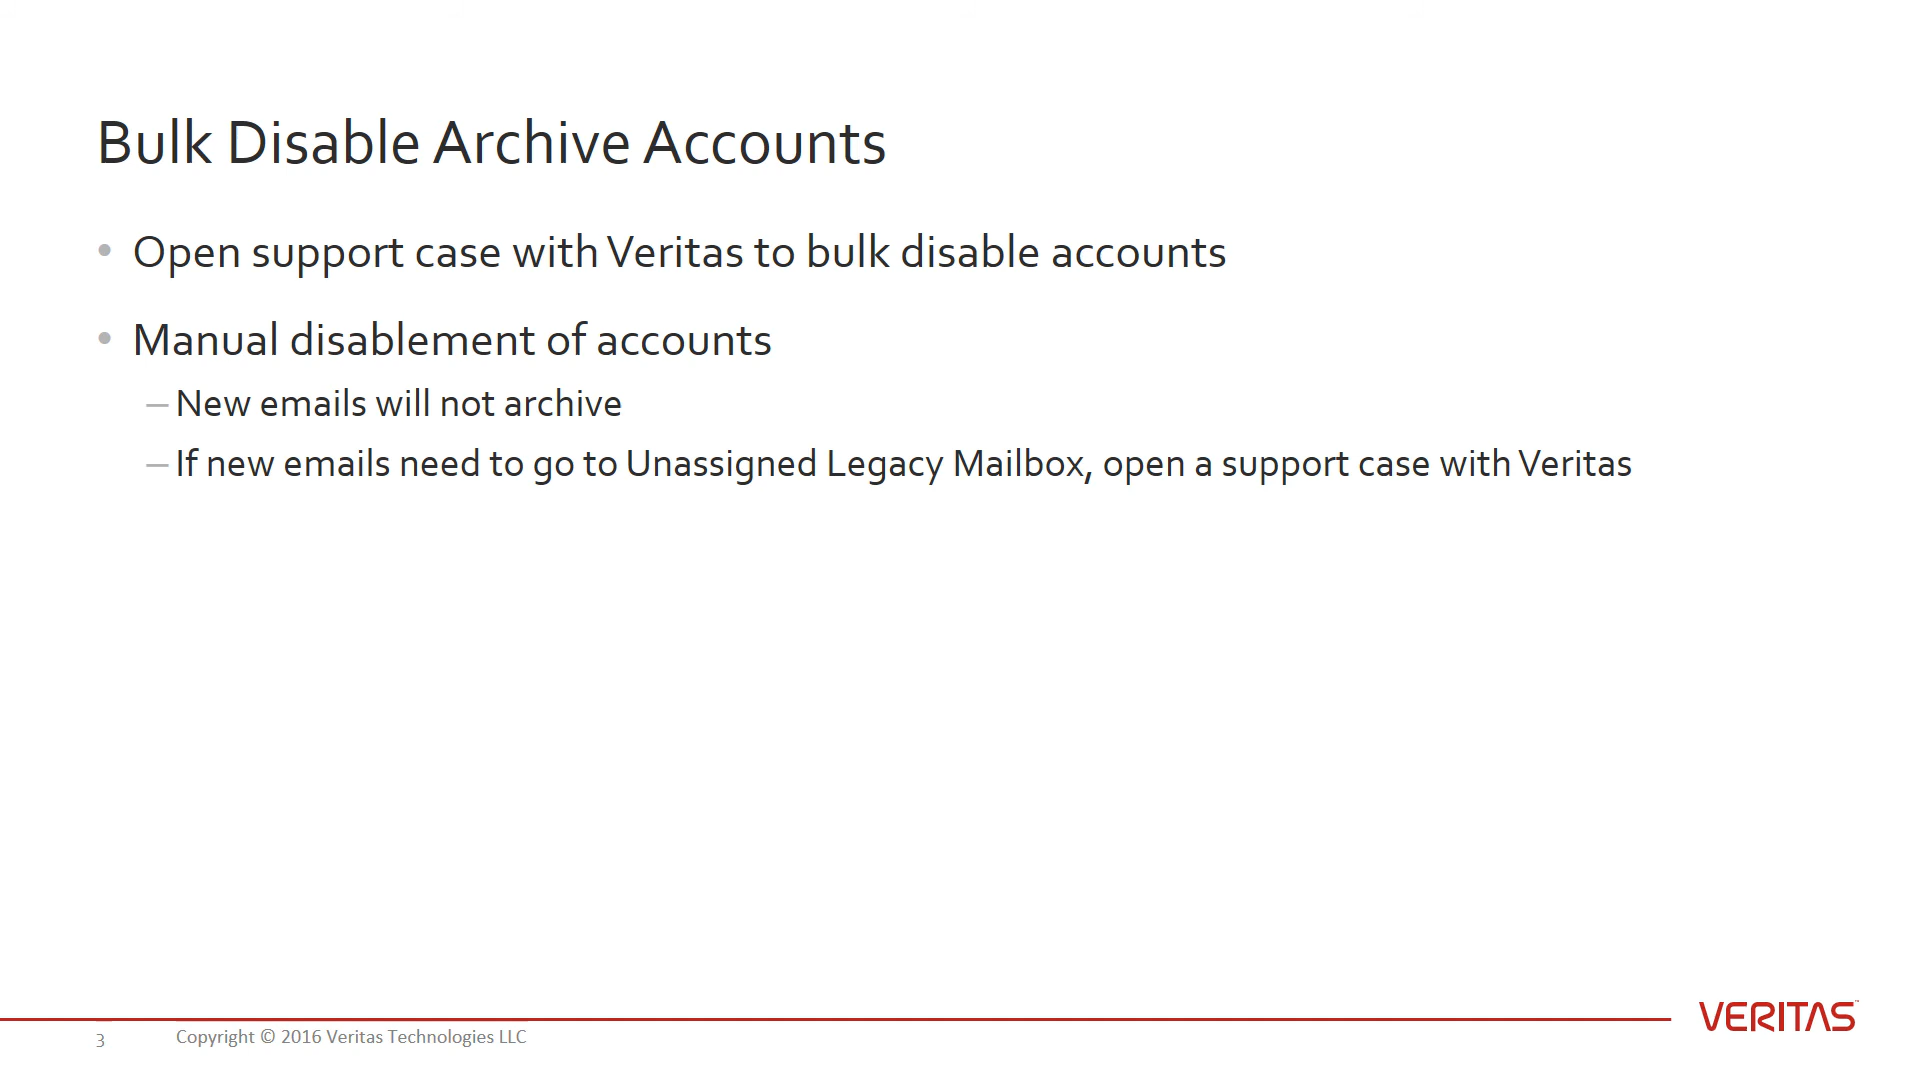 Bulk Disable Archive Accounts
• Open support case with Veritas to bulk disable accounts
• Manual disablement of accounts
– New emails will not archive
– If new emails need to go to Unassigned Legacy Mailbox, open a support case with Veritas
3
Copyright © 2016 Veritas Technologies LLC
VERITAS™